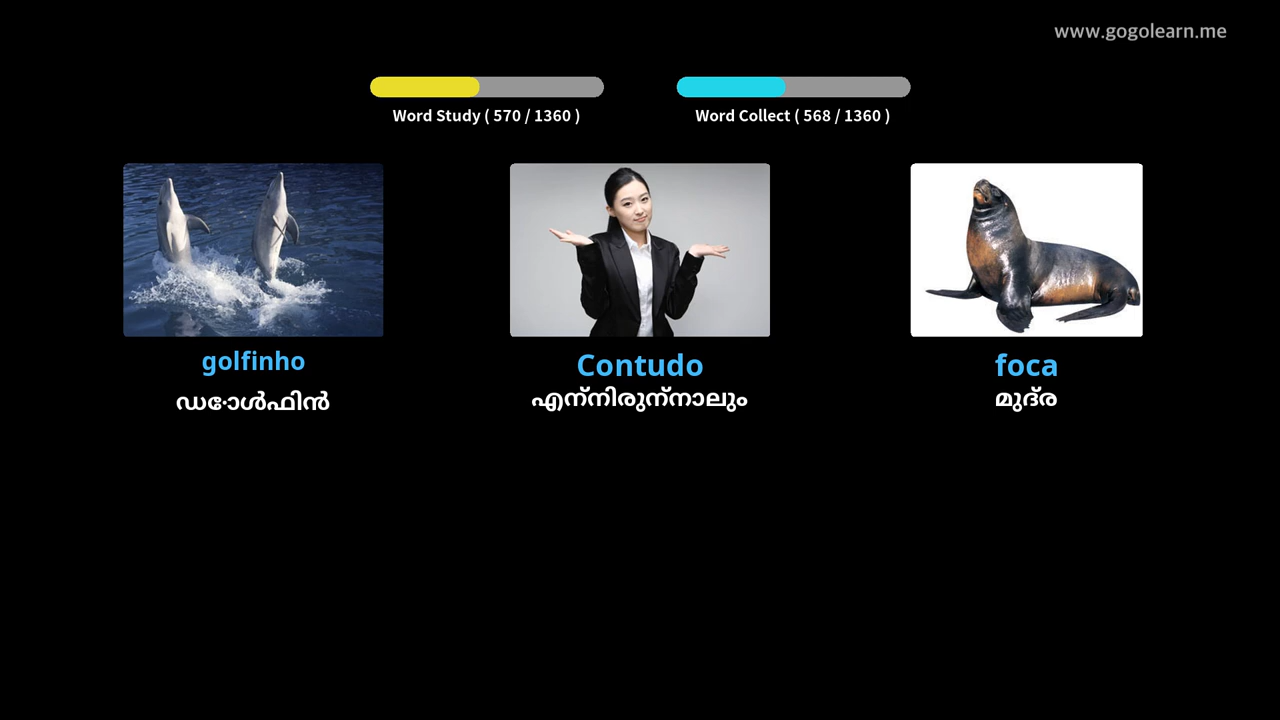 www.gogolearn.me
Word Study ( 570 / 1360 )
Word Collect ( 568 / 1360 )
golfinho
Contudo
foca
ഡോൾഫിൻ
എന്നിരുന്നാലും
മുദ്ര